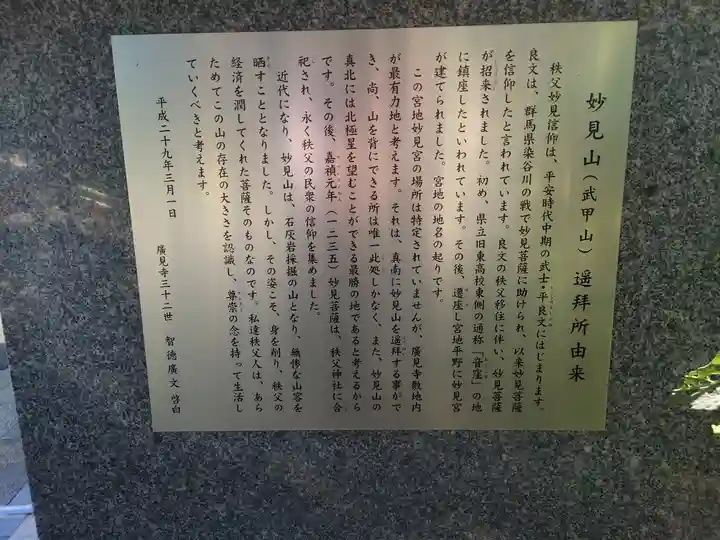 妙見山（武甲山）遥拝所由来
秩父妙見信仰は、平安時代中期の武士・平良文にはじまります。
良文は、群馬県染谷川の戦で妙見菩薩に助けられ、以来妙見菩薩
を信仰したと言われています。良文の秩父移住に伴い、妙見菩薩
が招来されました。初め、県立旧東高校東側の通称「音窪」の地
に鎮座したといわれています。その後、遷座し宮地平野に妙見宮
が建てられました。宮地の地名の起りです。
この宮地妙見宮の場所は特定されていませんが、廣見寺敷地内
が最有力地と考えます。それは、真南に妙見山を遥拝する事がで
き、尚、山を背にできる所は唯一此処しかなく、また、妙見山の
真北には北極星を望むことができる最勝の地であると考えるから
です。その後、嘉禎元年（一二三五）妙見菩薩は、秩父神社に合
祀され、永く秩父の民衆の信仰を集めました。
近代になり、妙見山は、石灰岩採掘の山となり、無惨な山容を
晒すこととなりました。しかし、その姿こそ、身を削り、秩父の
経済を潤してくれた菩薩そのものなのです。私達秩父人は、あら
ためてこの山の存在の大きさを認識し、尊崇の念を持って生活し
ていくべきと考えます。
平成二十九年三月一日
廣見寺三十二世 智徳廣文 啓白